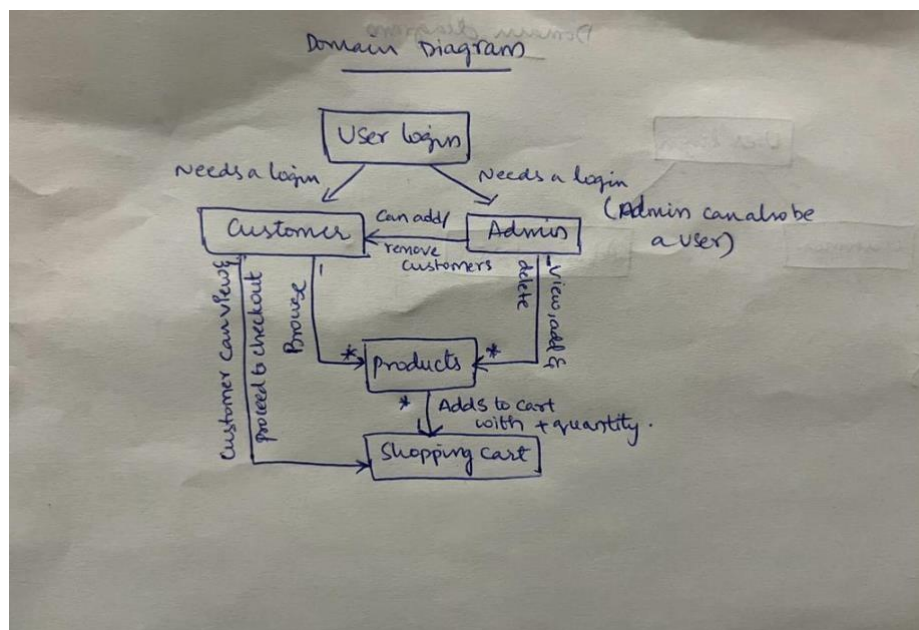 Domain Diagram
User login
Needs a login
Needs a login
Customer
can add/
remove
customers
Admin
(Admin can also be
a user)
Customer can view &
proceed to checkout
Browse
view, add &
delete
*
Products
*
*
Adds to cart
with + quantity.
Shopping cart